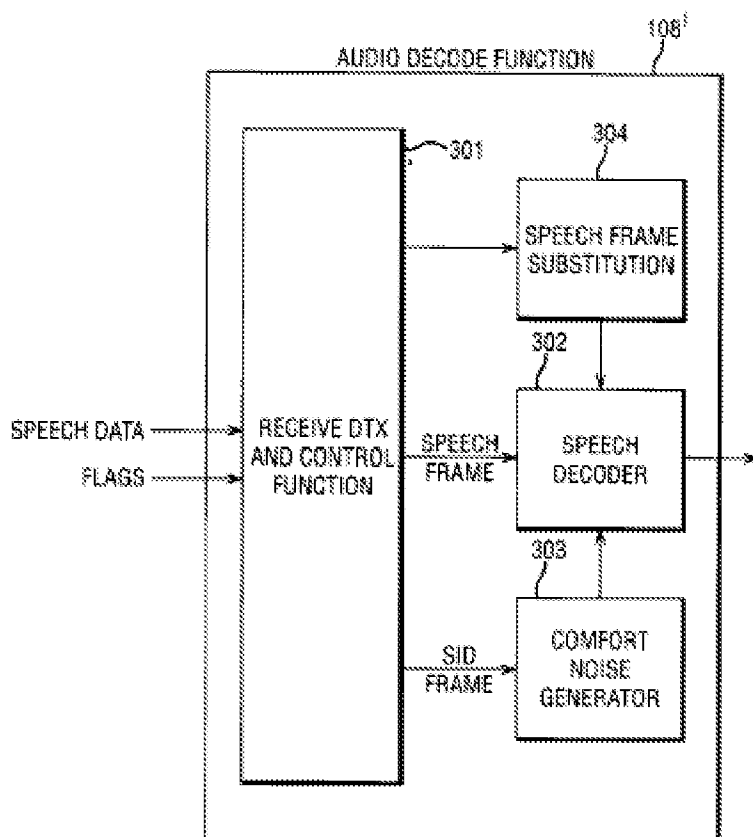 108'
AUDIO DECODE FUNCTION
301
304
SPEECH FRAME
SUBSTITUTION
302
SPEECH DATA
FLAGS
RECEIVE DTX
AND CONTROL
FUNCTION
SPEECH
FRAME
SPEECH
DECODER
303
SID
FRAME
COMFORT
NOISE
GENERATOR